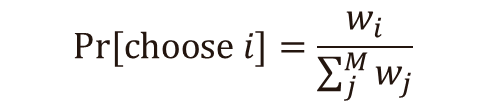 Pr[choose i] = w_i / ∑_j^M w_j